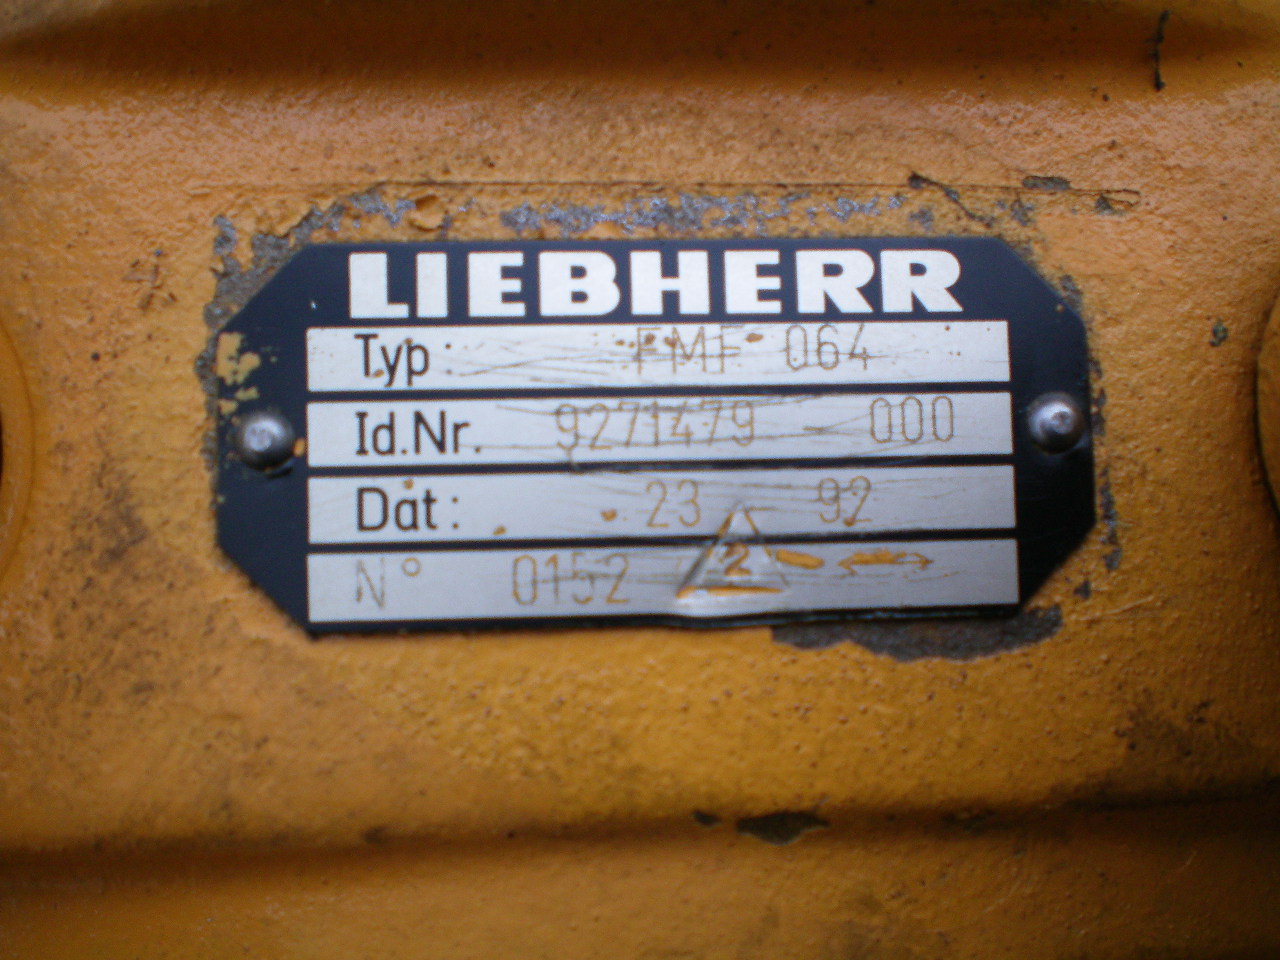 LIEBHERR
Typ : FMF 064
Id.Nr. 9271479 000
Dat : 23 92
N° 0152 2